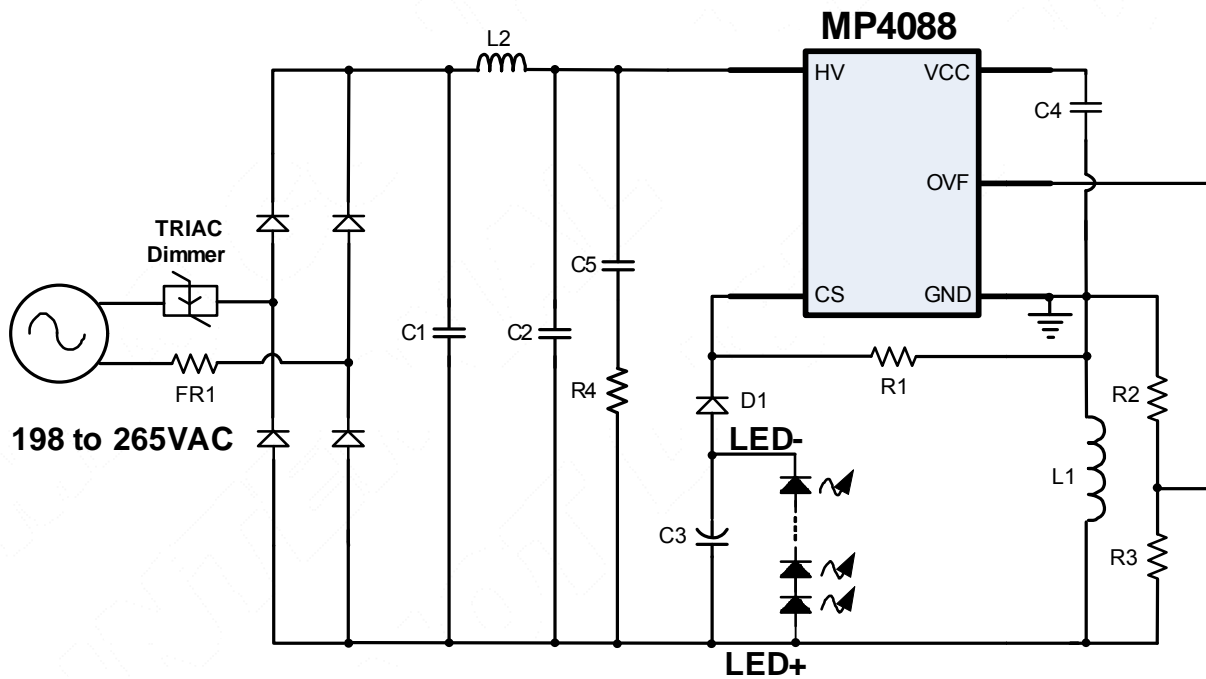 MP4088
L2
HV
VCC
C4
OVF
TRIAC
Dimmer
C5
CS
GND
C1
C2
R1
FR1
R4
D1
R2
198 to 265VAC
LED-
L1
C3
R3
LED+